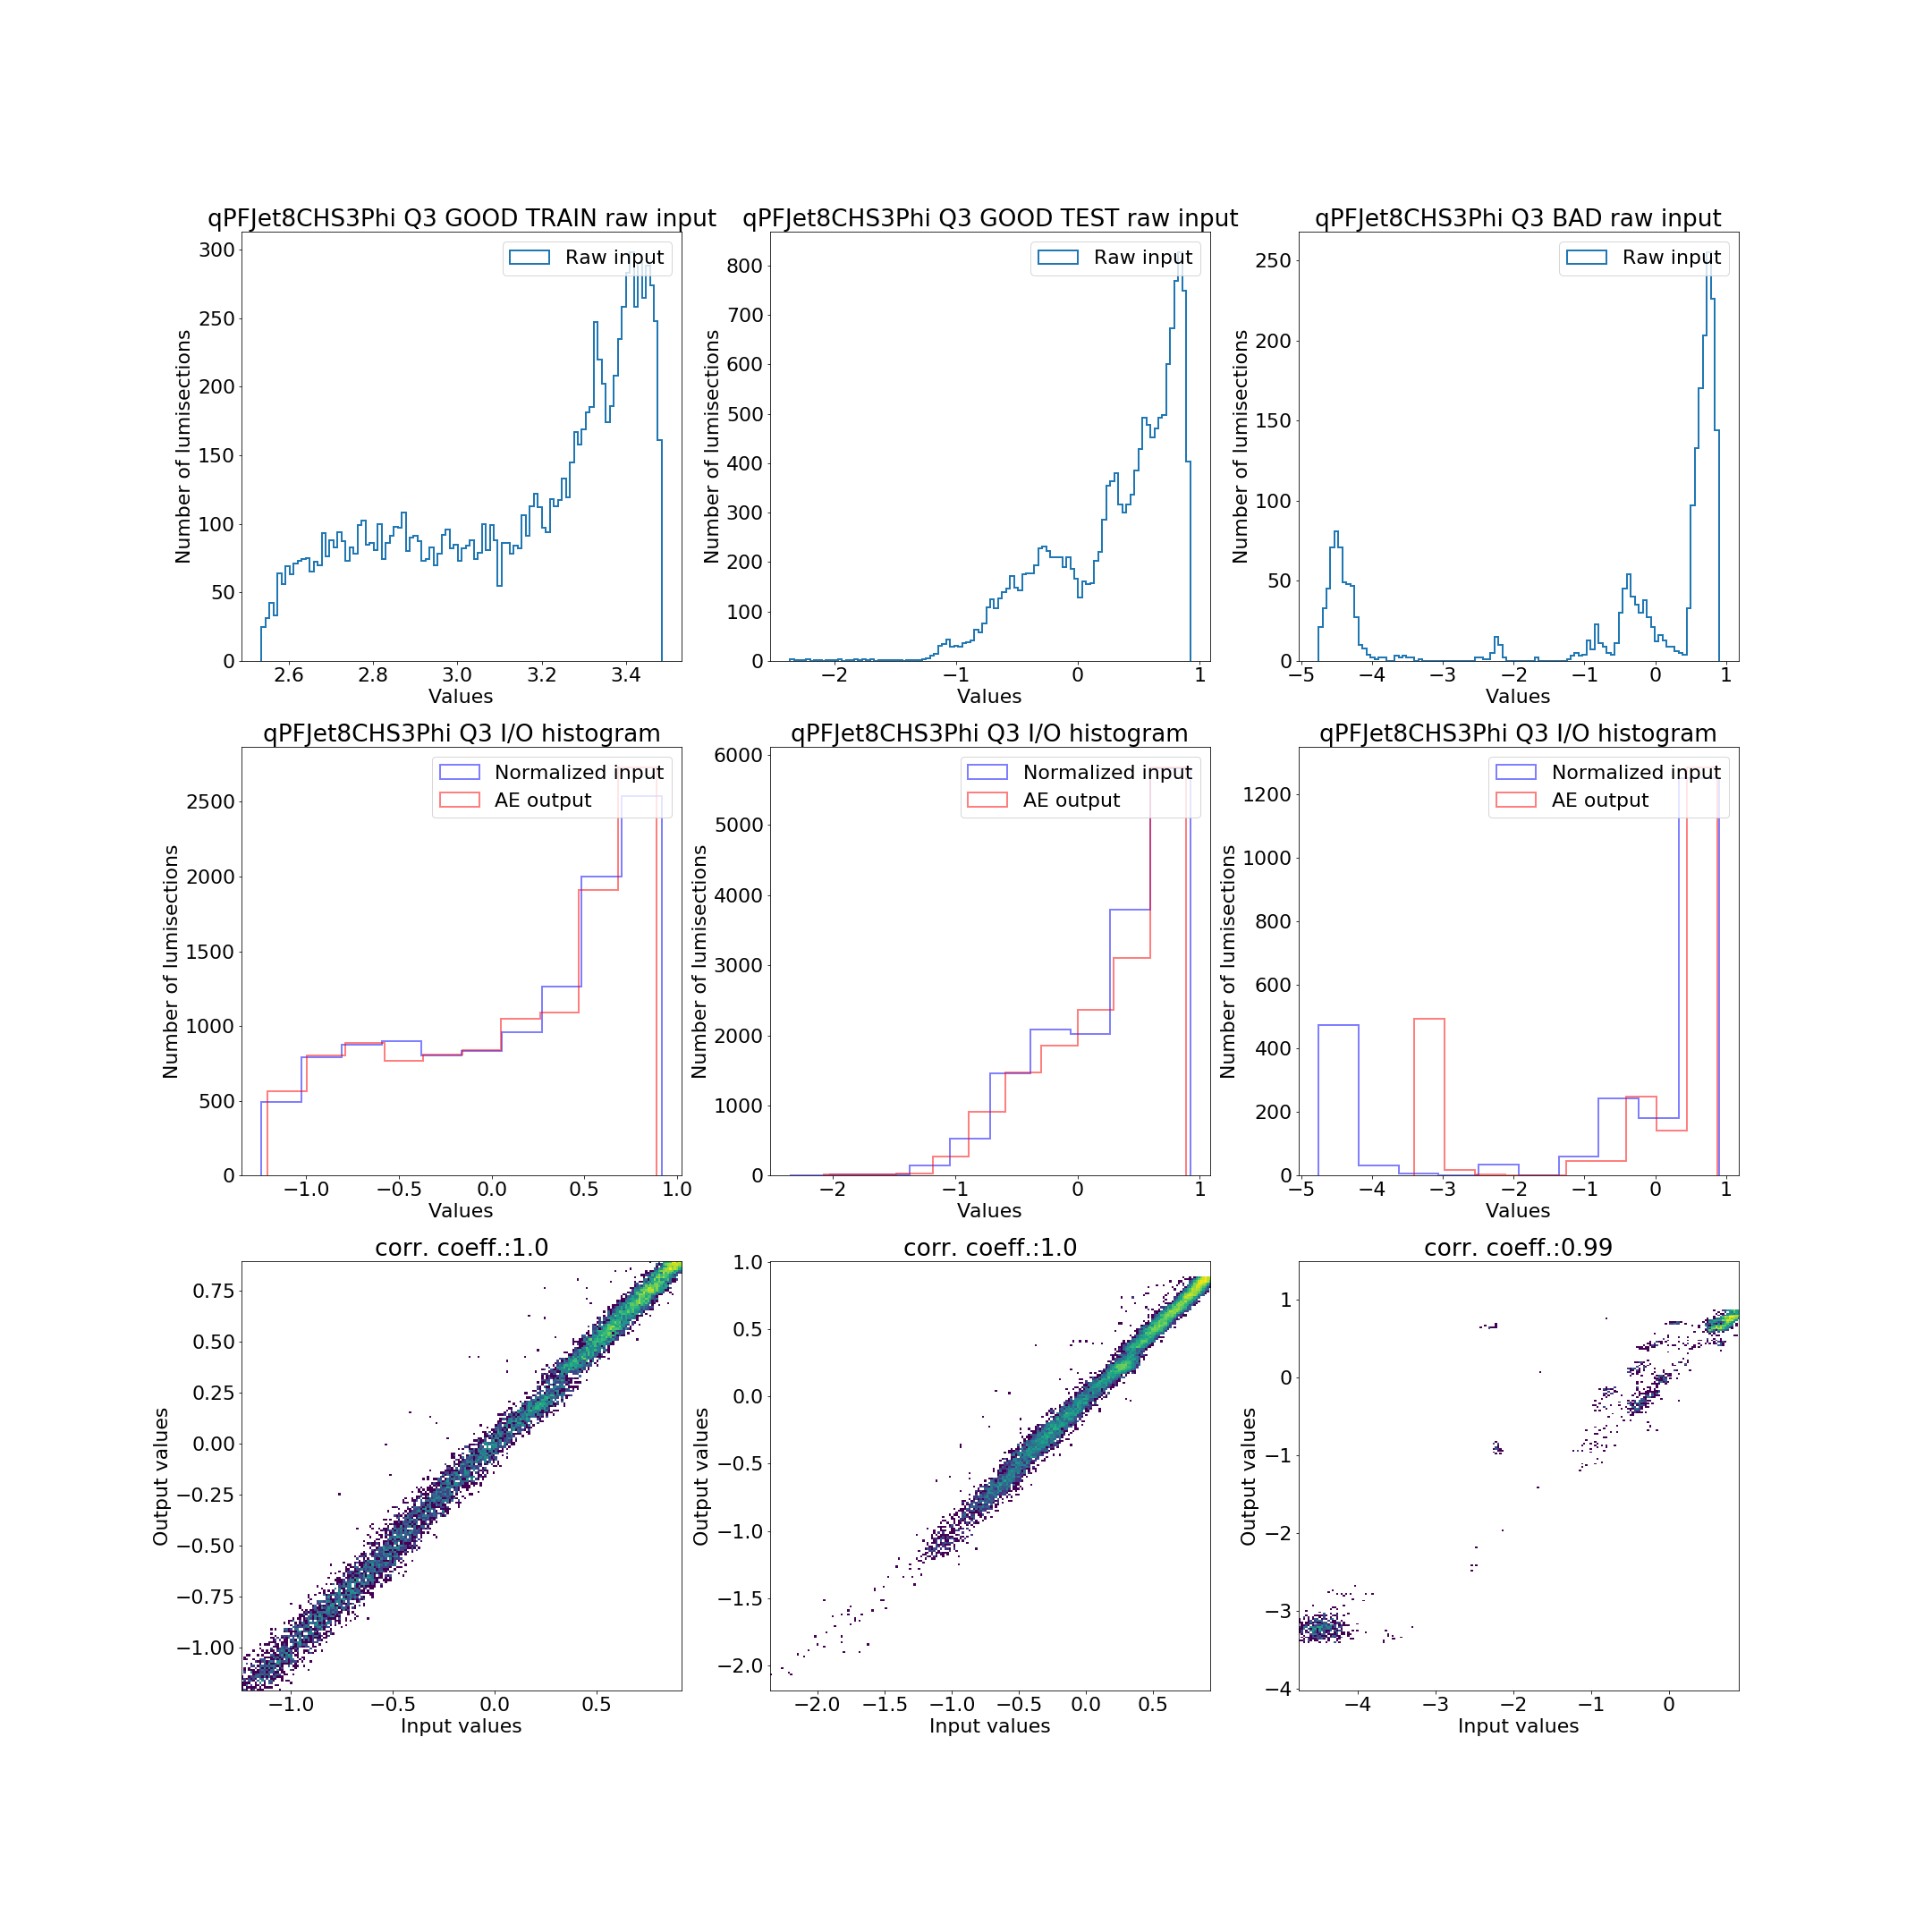 qPFJet8CHS3Phi Q3 GOOD TRAIN raw input
Raw input
Number of lumisections
300
250
200
150
100
50
0
2.6 2.8 3.0 3.2 3.4
Values
qPFJet8CHS3Phi Q3 GOOD TEST raw input
Raw input
Number of lumisections
800
700
600
500
400
300
200
100
0
−2 −1 0 1
Values
qPFJet8CHS3Phi Q3 BAD raw input
Raw input
Number of lumisections
250
200
150
100
50
0
−5 −4 −3 −2 −1 0 1
Values
qPFJet8CHS3Phi Q3 I/O histogram
Normalized input
AE output
Number of lumisections
2500
2000
1500
1000
500
0
−1.0 −0.5 0.0 0.5 1.0
Values
qPFJet8CHS3Phi Q3 I/O histogram
Normalized input
AE output
Number of lumisections
6000
5000
4000
3000
2000
1000
0
−2 −1 0 1
Values
qPFJet8CHS3Phi Q3 I/O histogram
Normalized input
AE output
Number of lumisections
1200
1000
800
600
400
200
0
−5 −4 −3 −2 −1 0 1
Values
corr. coeff.:1.0
Output values
0.75
0.50
0.25
0.00
−0.25
−0.50
−0.75
−1.00
−1.0 −0.5 0.0 0.5
Input values
corr. coeff.:1.0
Output values
1.0
0.5
0.0
−0.5
−1.0
−1.5
−2.0
−2.0 −1.5 −1.0 −0.5 0.0 0.5
Input values
corr. coeff.:0.99
Output values
1
0
−1
−2
−3
−4
−4 −3 −2 −1 0
Input values